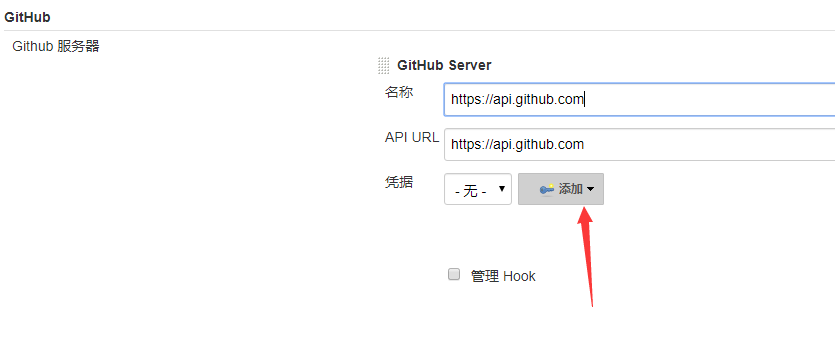 GitHub
Github 服务器
GitHub Server
名称
https://api.github.com
API URL
https://api.github.com
凭据
- 无 -
添加
管理 Hook